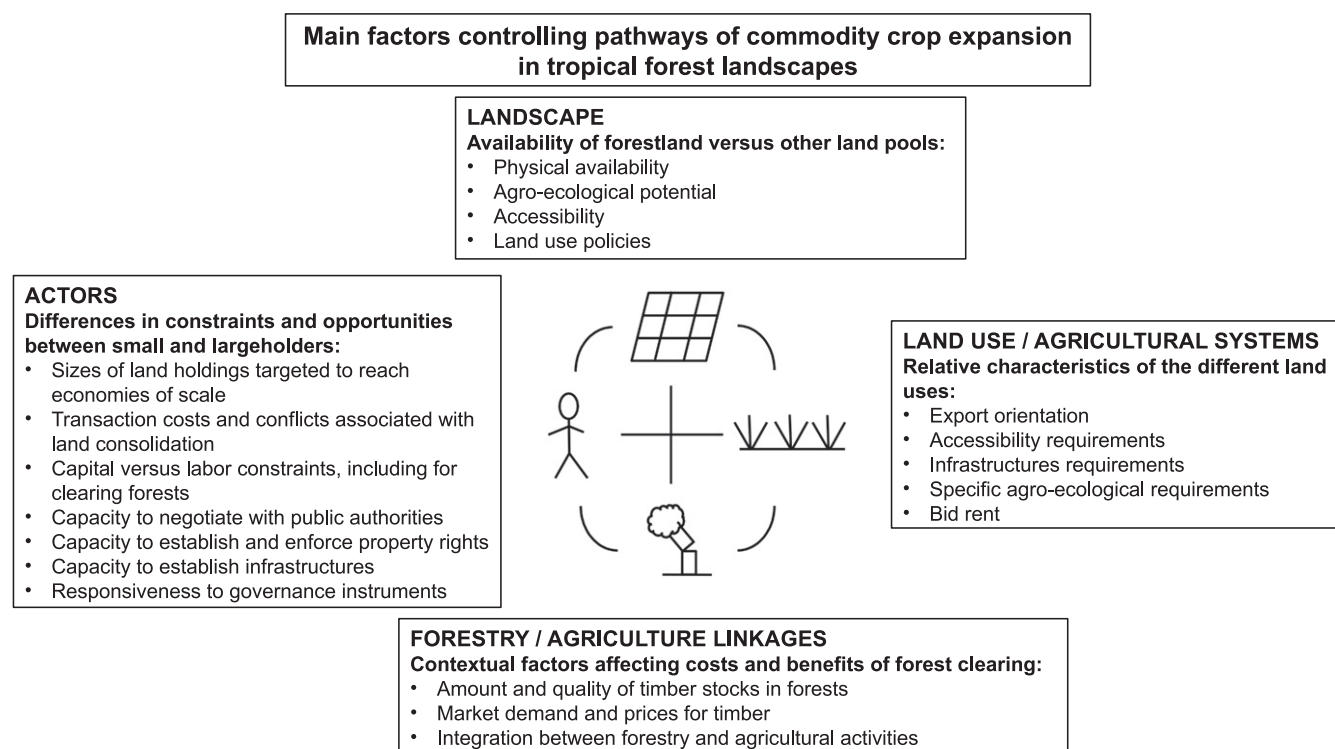 Main factors controlling pathways of commodity crop expansion
in tropical forest landscapes
LANDSCAPE
Availability of forestland versus other land pools:
• Physical availability
• Agro-ecological potential
• Accessibility
• Land use policies
ACTORS
Differences in constraints and opportunities
between small and largeholders:
• Sizes of land holdings targeted to reach
economies of scale
• Transaction costs and conflicts associated with
land consolidation
• Capital versus labor constraints, including for
clearing forests
• Capacity to negotiate with public authorities
• Capacity to establish and enforce property rights
• Capacity to establish infrastructures
• Responsiveness to governance instruments
LAND USE / AGRICULTURAL SYSTEMS
Relative characteristics of the different land
uses:
• Export orientation
• Accessibility requirements
• Infrastructures requirements
• Specific agro-ecological requirements
• Bid rent
FORESTRY / AGRICULTURE LINKAGES
Contextual factors affecting costs and benefits of forest clearing:
• Amount and quality of timber stocks in forests
• Market demand and prices for timber
• Integration between forestry and agricultural activities